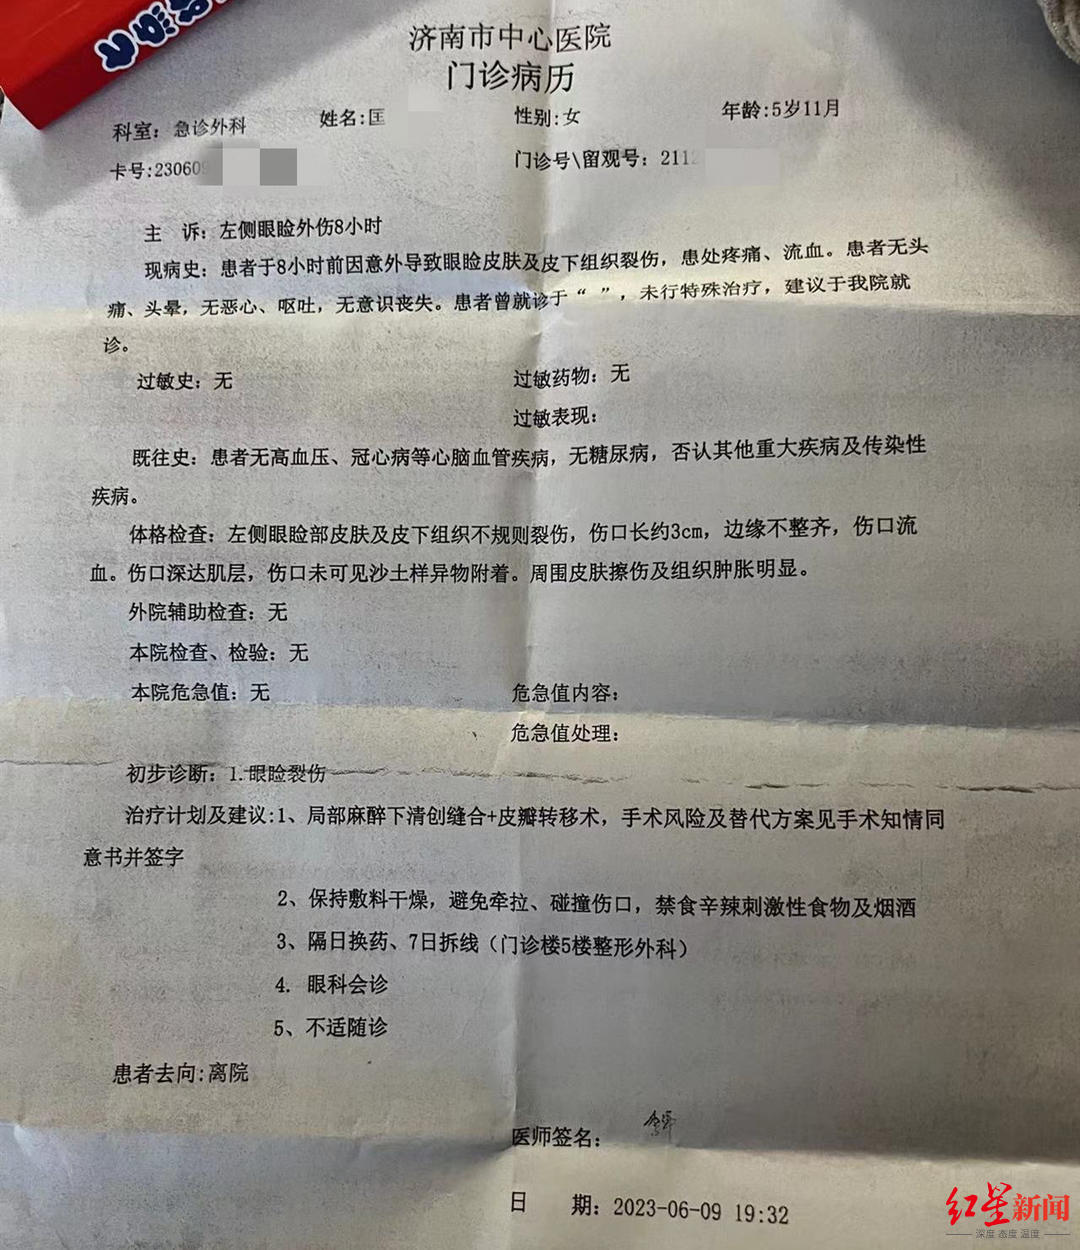 济南市中心医院
门诊病历
科室：急诊外科 姓名:匡 性别:女 年龄:5岁11月
卡号:230609 门诊号\留观号：2112
主 诉：左侧眼睑外伤8小时
现病史：患者于8小时前因意外导致眼睑皮肤及皮下组织裂伤，患处疼痛、流血。患者无头
痛、头晕，无恶心、呕吐，无意识丧失。患者曾就诊于“ ”，未行特殊治疗，建议于我院就
诊。
过敏史：无 过敏药物：无
过敏表现：
既往史：患者无高血压、冠心病等心脑血管疾病，无糖尿病，否认其他重大疾病及传染性
疾病。
体格检查：左侧眼睑部皮肤及皮下组织不规则裂伤，伤口长约3cm，边缘不整齐，伤口流
血。伤口深达肌层，伤口未可见沙土样异物附着。周围皮肤擦伤及组织肿胀明显。
外院辅助检查：无
本院检查、检验：无
本院危急值：无 危急值内容：
危急值处理：
初步诊断：1.眼睑裂伤
治疗计划及建议:1、局部麻醉下清创缝合+皮瓣转移术，手术风险及替代方案见手术知情同
意书并签字
2、保持敷料干燥，避免牵拉、碰撞伤口，禁食辛辣刺激性食物及烟酒
3、隔日换药、7日拆线（门诊楼5楼整形外科）
4. 眼科会诊
5、不适随诊
患者去向:离院
医师签名：
日 期：2023-06-09 19:32
红星新闻
深度 态度 温度